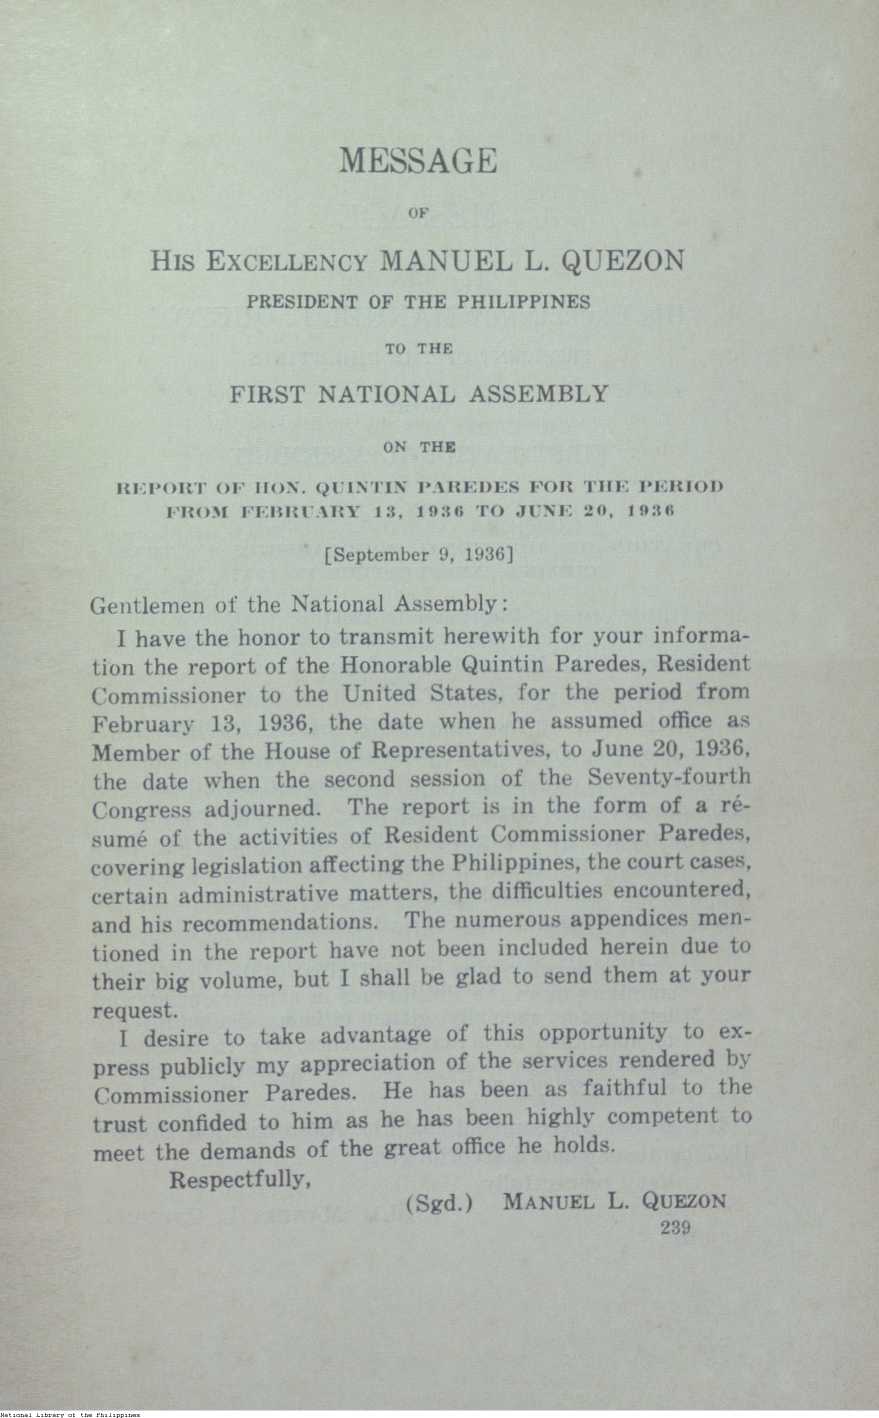 MESSAGE
OF
HIS EXCELLENCY MANUEL L. QUEZON
PRESIDENT OF THE PHILIPPINES
TO THE
FIRST NATIONAL ASSEMBLY
ON THE
REPORT OF HON. QUINTIN PAREDES FOR THE PERIOD
FROM FEBRUARY 13, 1936 TO JUNE 20, 1936
[September 9, 1936]
Gentlemen of the National Assembly:
I have the honor to transmit herewith for your informa-
tion the report of the Honorable Quintin Paredes, Resident
Commissioner to the United States, for the period from
February 13, 1936, the date when he assumed office as
Member of the House of Representatives, to June 20, 1936,
the date when the second session of the Seventy-fourth
Congress adjourned. The report is in the form of a ré-
sumé of the activities of Resident Commissioner Paredes,
covering legislation affecting the Philippines, the court cases,
certain administrative matters, the difficulties encountered,
and his recommendations. The numerous appendices men-
tioned in the report have not been included herein due to
their big volume, but I shall be glad to send them at your
request.
I desire to take advantage of this opportunity to ex-
press publicly my appreciation of the services rendered by
Commissioner Paredes. He has been as faithful to the
trust confided to him as he has been highly competent to
meet the demands of the great office he holds.
Respectfully,
(Sgd.) MANUEL L. QUEZON
239
National Library of the Philippines